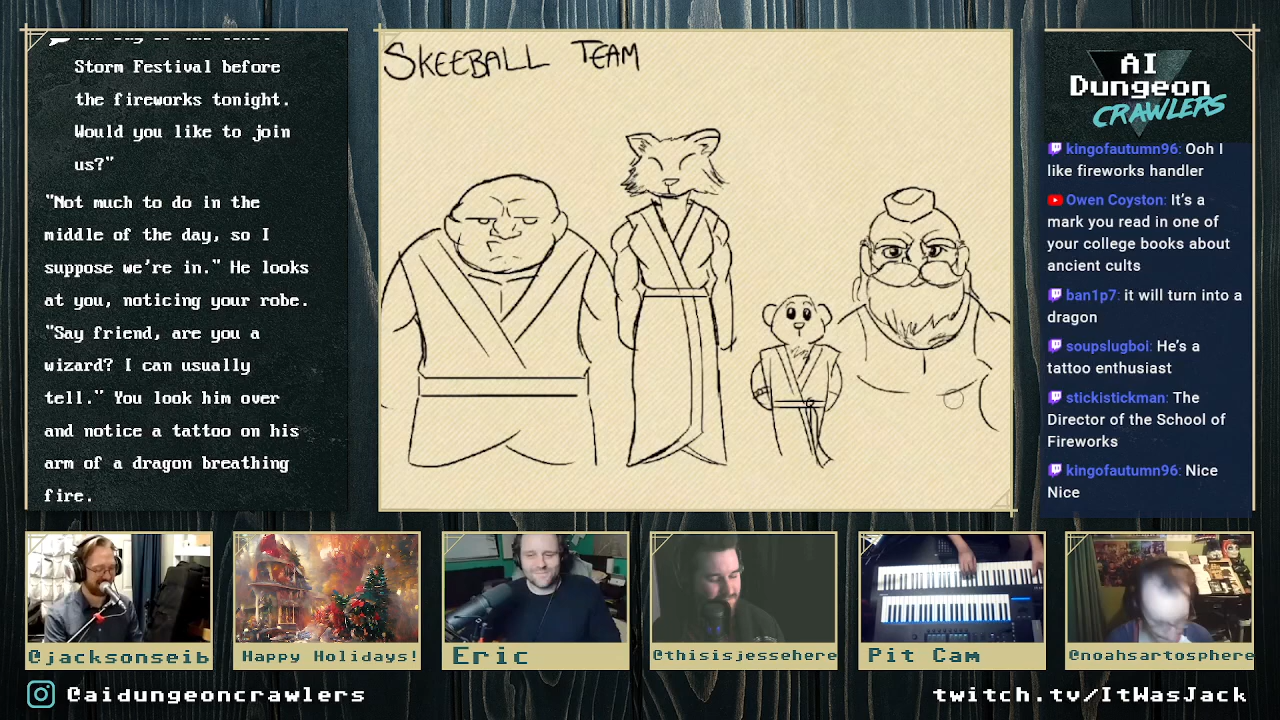 Storm Festival before
the fireworks tonight.
Would you like to join
us?"
"Not much to do in the
middle of the day, so I
suppose we're in." He looks
at you, noticing your robe.
"Say friend, are you a
wizard? I can usually
tell." You look him over
and notice a tattoo on his
arm of a dragon breathing
fire.
SKEEBALL TEAM
AI
Dungeon
CRAWLERS
kingofautumn96: Ooh I
like fireworks handler
Owen Coyston: It's a
mark you read in one of
your college books about
ancient cults
ban1p7: it will turn into a
dragon
soupslugboi: He's a
tattoo enthusiast
stickistickman: The
Director of the School of
Fireworks
kingofautumn96: Nice
Nice
@jacksonseib
Happy Holidays!
Eric
@thisisjessehere
Pit Cam
@noahsartosphere
@aidungeoncrawlers
twitch.tv/ItWasJack